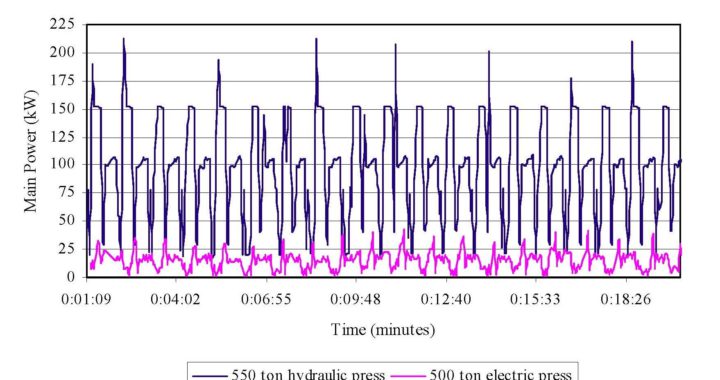 225
200
175
150
125
100
75
50
25
0
Main Power (kW)
0:01:09 0:04:02 0:06:55 0:09:48 0:12:40 0:15:33 0:18:26
Time (minutes)
550 ton hydraulic press 500 ton electric press